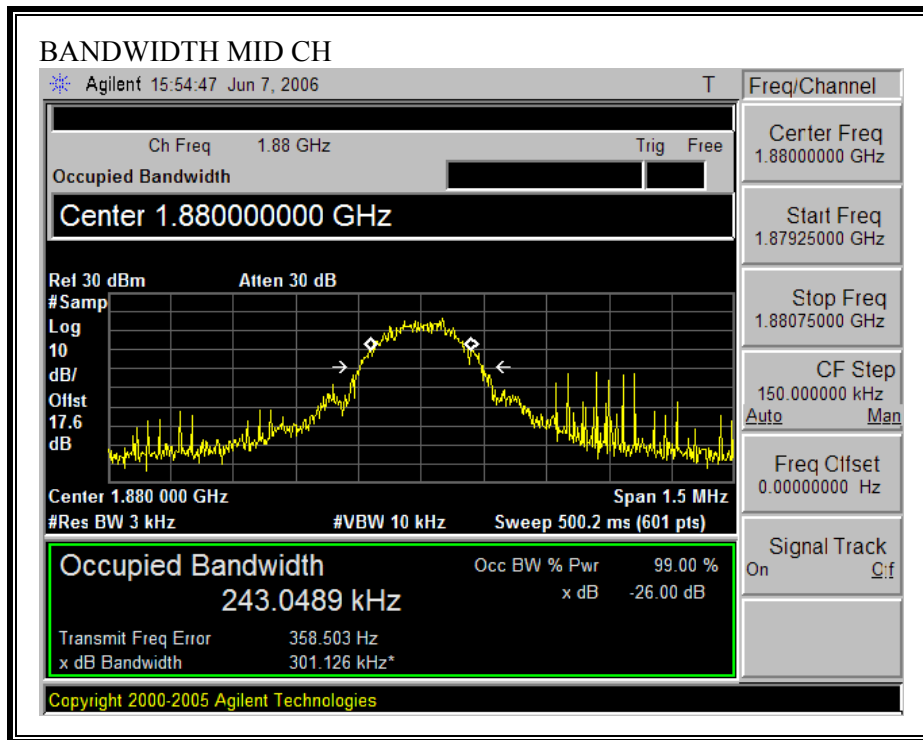 BANDWIDTH MID CH
Agilent 15:54:47 Jun 7, 2006 T
Freq/Channel
Ch Freq 1.88 GHz Trig Free
Occupied Bandwidth
Center 1.880000000 GHz
Center Freq
1.88000000 GHz
Start Freq
1.87925000 GHz
Stop Freq
1.88075000 GHz
CF Step
150.000000 kHz
Auto Man
Freq Offset
0.00000000 Hz
Signal Track
On Off
Ref 30 dBm Atten 30 dB
#Samp
Log
10
dB/
Offst
17.6
dB
Center 1.880 000 GHz Span 1.5 MHz
#Res BW 3 kHz #VBW 10 kHz Sweep 500.2 ms (601 pts)
Occupied Bandwidth
243.0489 kHz
Occ BW % Pwr 99.00 %
x dB -26.00 dB
Transmit Freq Error 358.503 Hz
x dB Bandwidth 301.126 kHz*
Copyright 2000-2005 Agilent Technologies